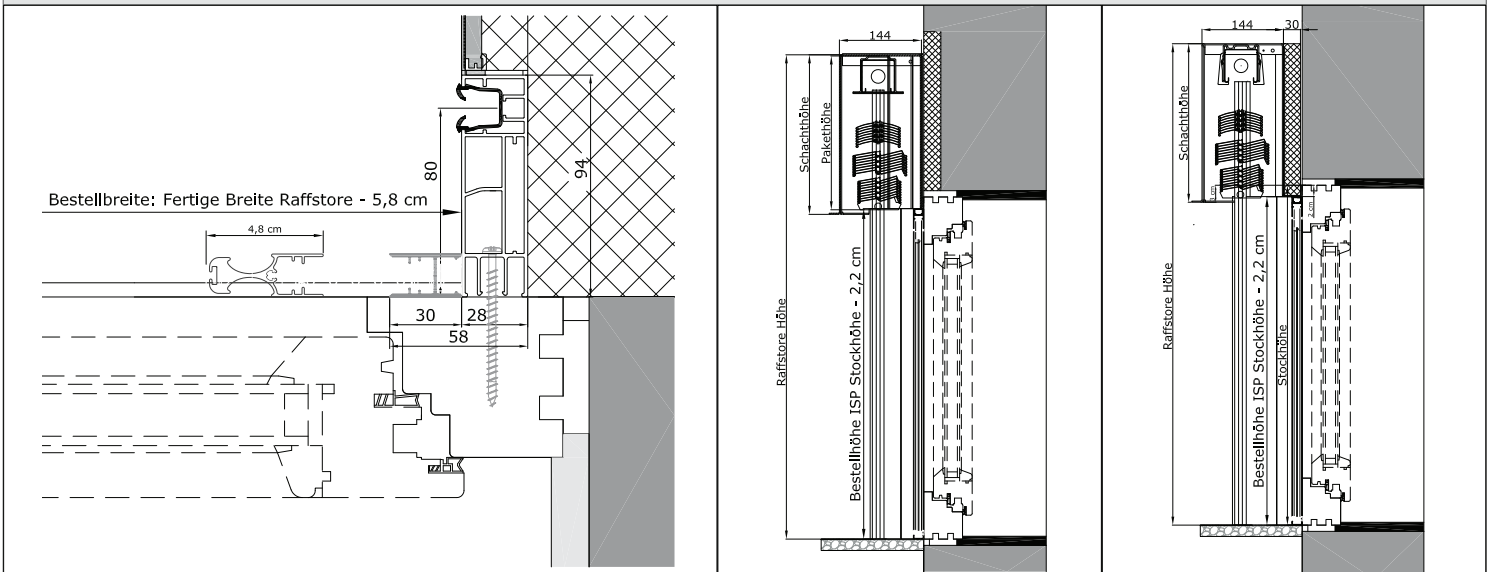 80
94
Bestellbreite: Fertige Breite Raffstore - 5,8 cm
4,8 cm
30
28
58
144
Schachthöhe
Pakethöhe
Raffstore Höhe
Bestellhöhe ISP Stockhöhe - 2,2 cm
144
30
Schachthöhe
2 cm
Raffstore Höhe
Bestellhöhe ISP Stockhöhe - 2,2 cm
Stockhöhe